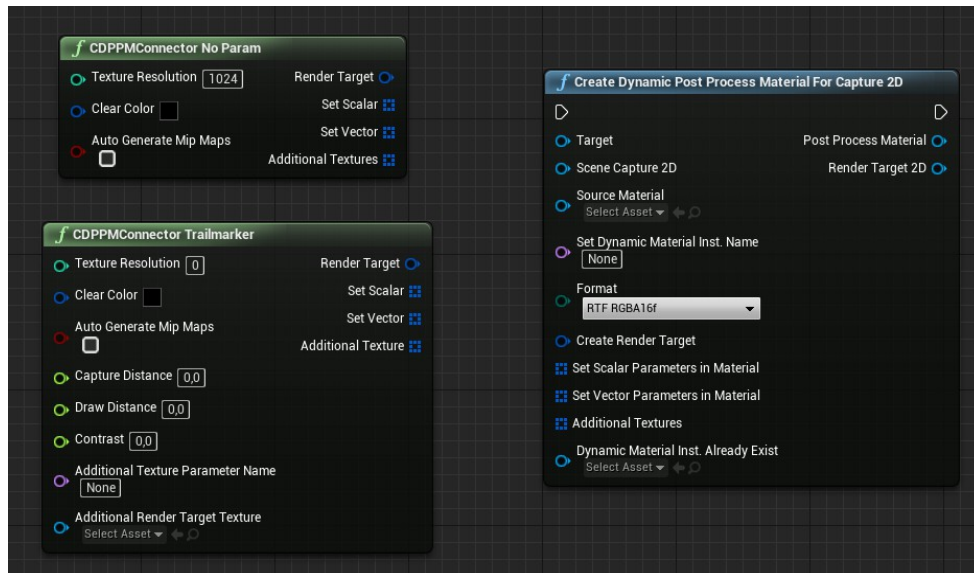 f CDPPMConnector No Param
Texture Resolution 1024 Render Target
Clear Color Set Scalar
Set Vector
Auto Generate Mip Maps
Additional Textures
f CDPPMConnector Trailmarker
Texture Resolution 0 Render Target
Clear Color Set Scalar
Set Vector
Auto Generate Mip Maps
Additional Texture
Capture Distance 0,0
Draw Distance 0,0
Contrast 0,0
Additional Texture Parameter Name
None
Additional Render Target Texture
Select Asset
f Create Dynamic Post Process Material For Capture 2D
Target Post Process Material
Scene Capture 2D Render Target 2D
Source Material
Select Asset
Set Dynamic Material Inst. Name
None
Format
RTF RGBA16f
Create Render Target
Set Scalar Parameters in Material
Set Vector Parameters in Material
Additional Textures
Dynamic Material Inst. Already Exist
Select Asset